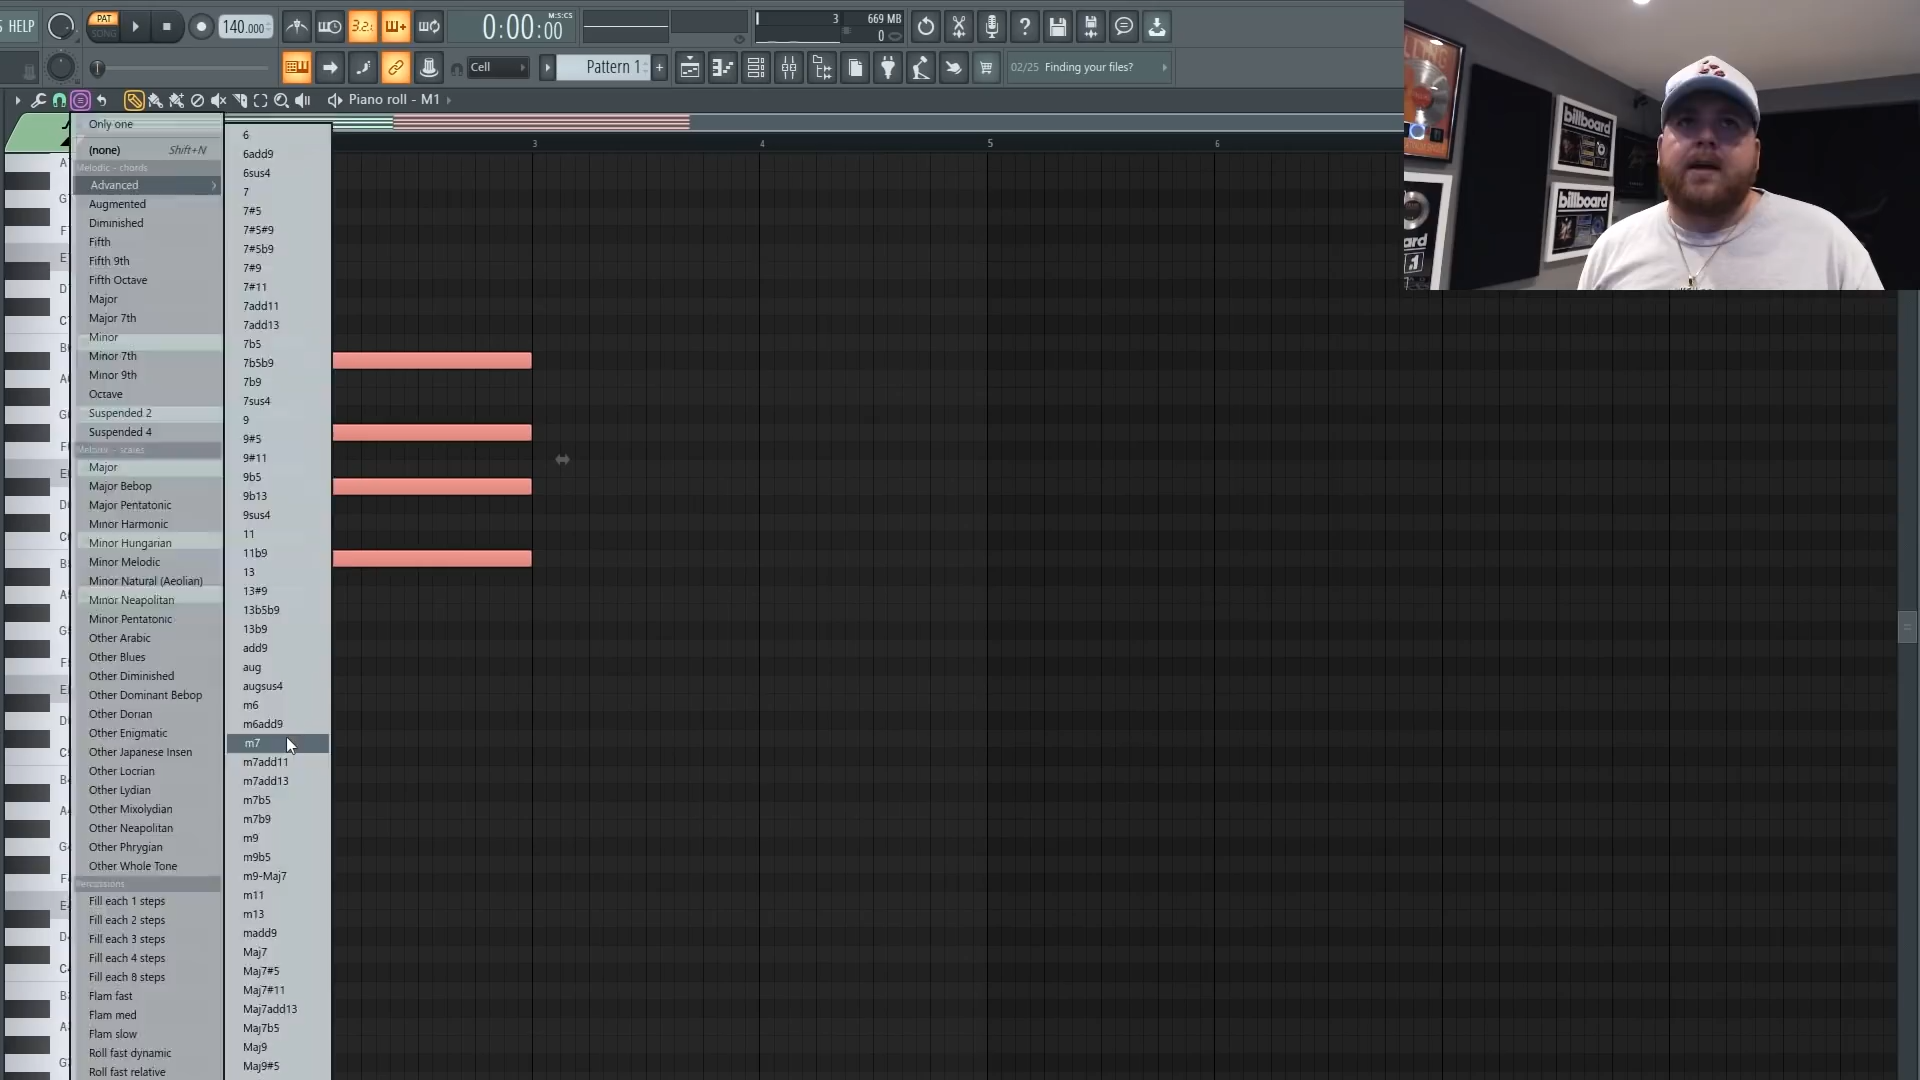 HELP
PAT
SONG
140.000
3.2:
0:00:00
M:S:CS
3
669 MB
0
Cell
Pattern 1
+
02/25 Finding your files?
Piano roll - M1
Only one
(none) Shift+N
Melodic - chords
Advanced
Augmented
Diminished
Fifth
Fifth 9th
Fifth Octave
Major
Major 7th
Minor
Minor 7th
Minor 9th
Octave
Suspended 2
Suspended 4
Melodic - scales
Major
Major Bebop
Major Pentatonic
Minor Harmonic
Minor Hungarian
Minor Melodic
Minor Natural (Aeolian)
Minor Neapolitan
Minor Pentatonic
Other Arabic
Other Blues
Other Diminished
Other Dominant Bebop
Other Dorian
Other Enigmatic
Other Japanese Insen
Other Locrian
Other Lydian
Other Mixolydian
Other Neapolitan
Other Phrygian
Other Whole Tone
Percussions
Fill each 1 steps
Fill each 2 steps
Fill each 3 steps
Fill each 4 steps
Fill each 8 steps
Flam fast
Flam med
Flam slow
Roll fast dynamic
Roll fast relative
6
6add9
6sus4
7
7#5
7#5#9
7#5b9
7#9
7#11
7add11
7add13
7b5
7b5b9
7b9
7sus4
9
9#5
9#11
9b5
9b13
9sus4
11
11b9
13
13#9
13b5b9
13b9
add9
aug
augsus4
m6
m6add9
m7
m7add11
m7add13
m7b5
m7b9
m9
m9b5
m9-Maj7
m11
m13
madd9
Maj7
Maj7#5
Maj7#11
Maj7add13
Maj7b5
Maj9
Maj9#5
3
4
5
6
billboard
billboard